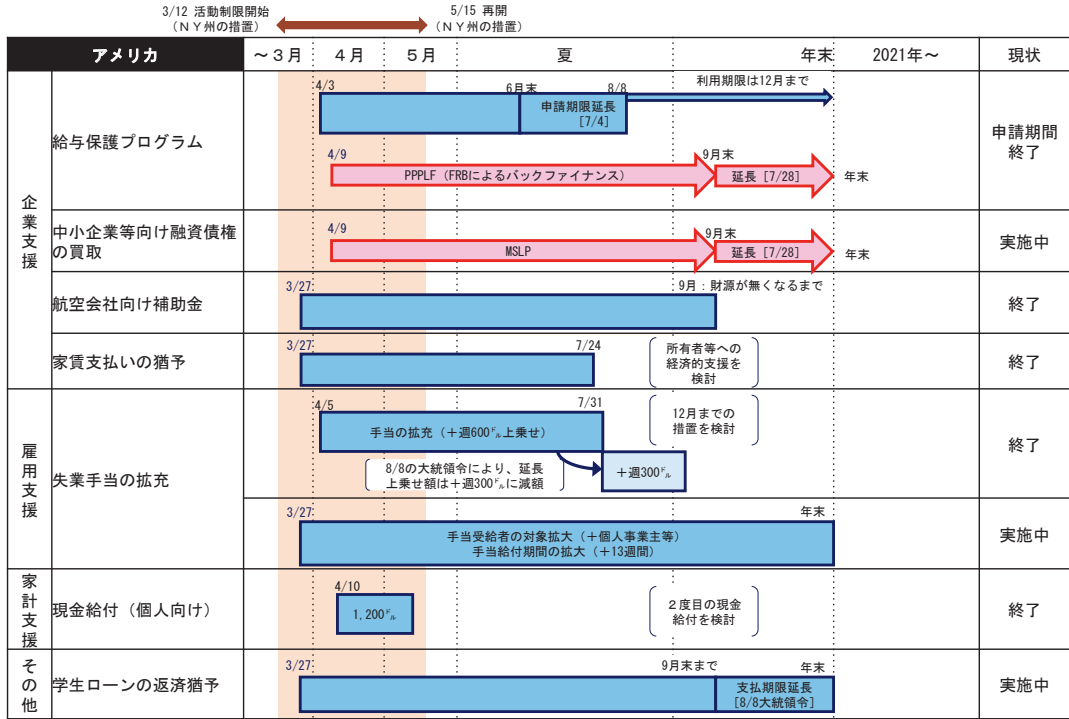 3/12 活動制限開始
(NY州の措置)
5/15 再開
(NY州の措置)
アメリカ ～3月 4月 5月 夏 年末 2021年～ 現状
企業支援
給与保護プログラム
4/3
6月末
8/8
利用期限は12月まで
申請期限延長
[7/4]
4/9
PPPLF（FRBによるバックファイナンス）
9月末
延長 [7/28]
年末
申請期間
終了
中小企業等向け融資債権
の買取
4/9
MSLP
9月末
延長 [7/28]
年末
実施中
航空会社向け補助金
3/27
9月：財源が無くなるまで
終了
家賃支払いの猶予
3/27
7/24
所有者等への
経済的支援を
検討
終了
雇用支援
失業手当の拡充
4/5
7/31
手当の拡充（＋週600㌦上乗せ）
12月までの
措置を検討
8/8の大統領令により、延長
上乗せ額は＋週300㌦に減額
＋週300㌦
終了
3/27
年末
手当受給者の対象拡大（＋個人事業主等）
手当給付期間の拡大（＋13週間）
実施中
家計支援
現金給付（個人向け）
4/10
1,200㌦
２度目の現金
給付を検討
終了
その他
学生ローンの返済猶予
3/27
9月末まで
年末
支払期限延長
[8/8大統領令]
実施中